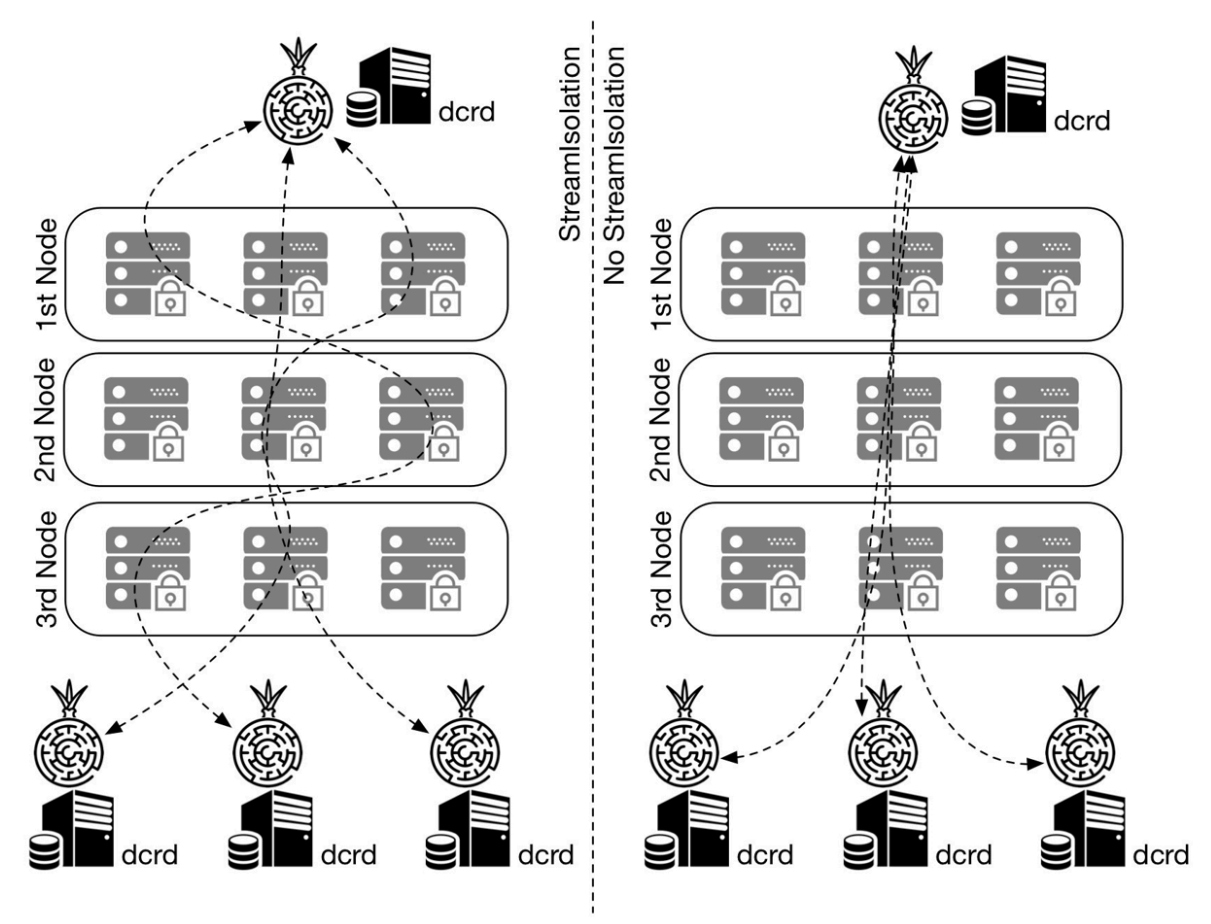 dcrd
StreamIsolation
No StreamIsolation
dcrd
1st Node
1st Node
2nd Node
2nd Node
3rd Node
3rd Node
dcrd
dcrd
dcrd
dcrd
dcrd
dcrd